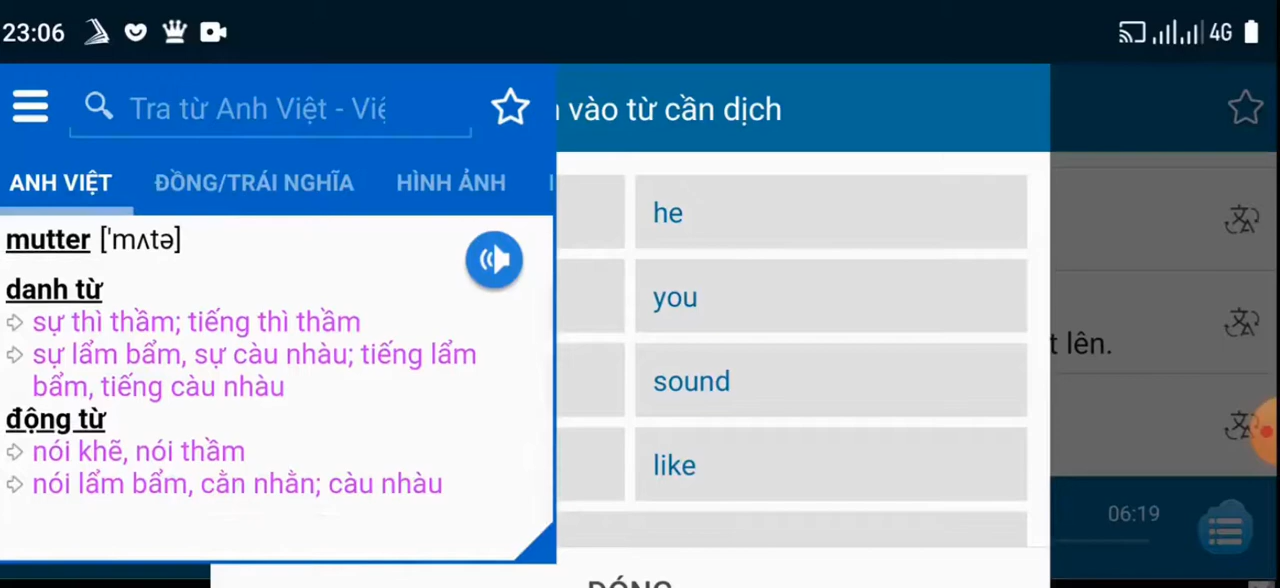 23:06
4G
Tra từ Anh Việt - Việ
vào từ cần dịch
ANH VIỆT
ĐỒNG/TRÁI NGHĨA
HÌNH ẢNH
mutter ['mʌtə]
danh từ
sự thì thầm; tiếng thì thầm
sự lẩm bẩm, sự càu nhàu; tiếng lẩm
bẩm, tiếng càu nhàu
động từ
nói khẽ, nói thầm
nói lẩm bẩm, cằn nhằn; càu nhàu
he
you
sound
like
t lên.
06:19
ĐÓNG